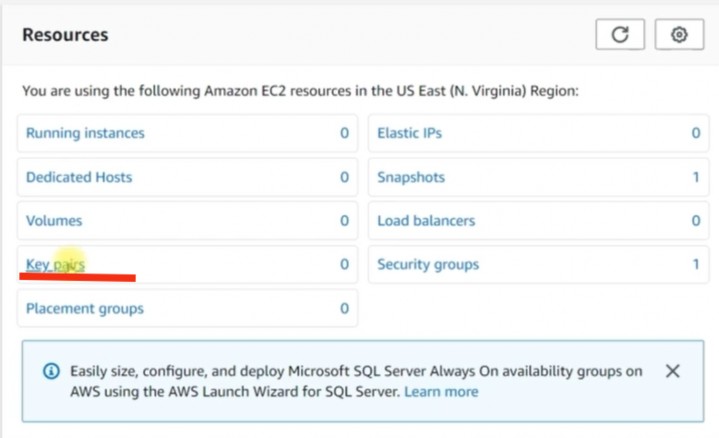 Resources
You are using the following Amazon EC2 resources in the US East (N. Virginia) Region:
Running instances 0 Elastic IPs 0
Dedicated Hosts 0 Snapshots 1
Volumes 0 Load balancers 0
Key pairs 0 Security groups 1
Placement groups 0
Easily size, configure, and deploy Microsoft SQL Server Always On availability groups on
AWS using the AWS Launch Wizard for SQL Server. Learn more